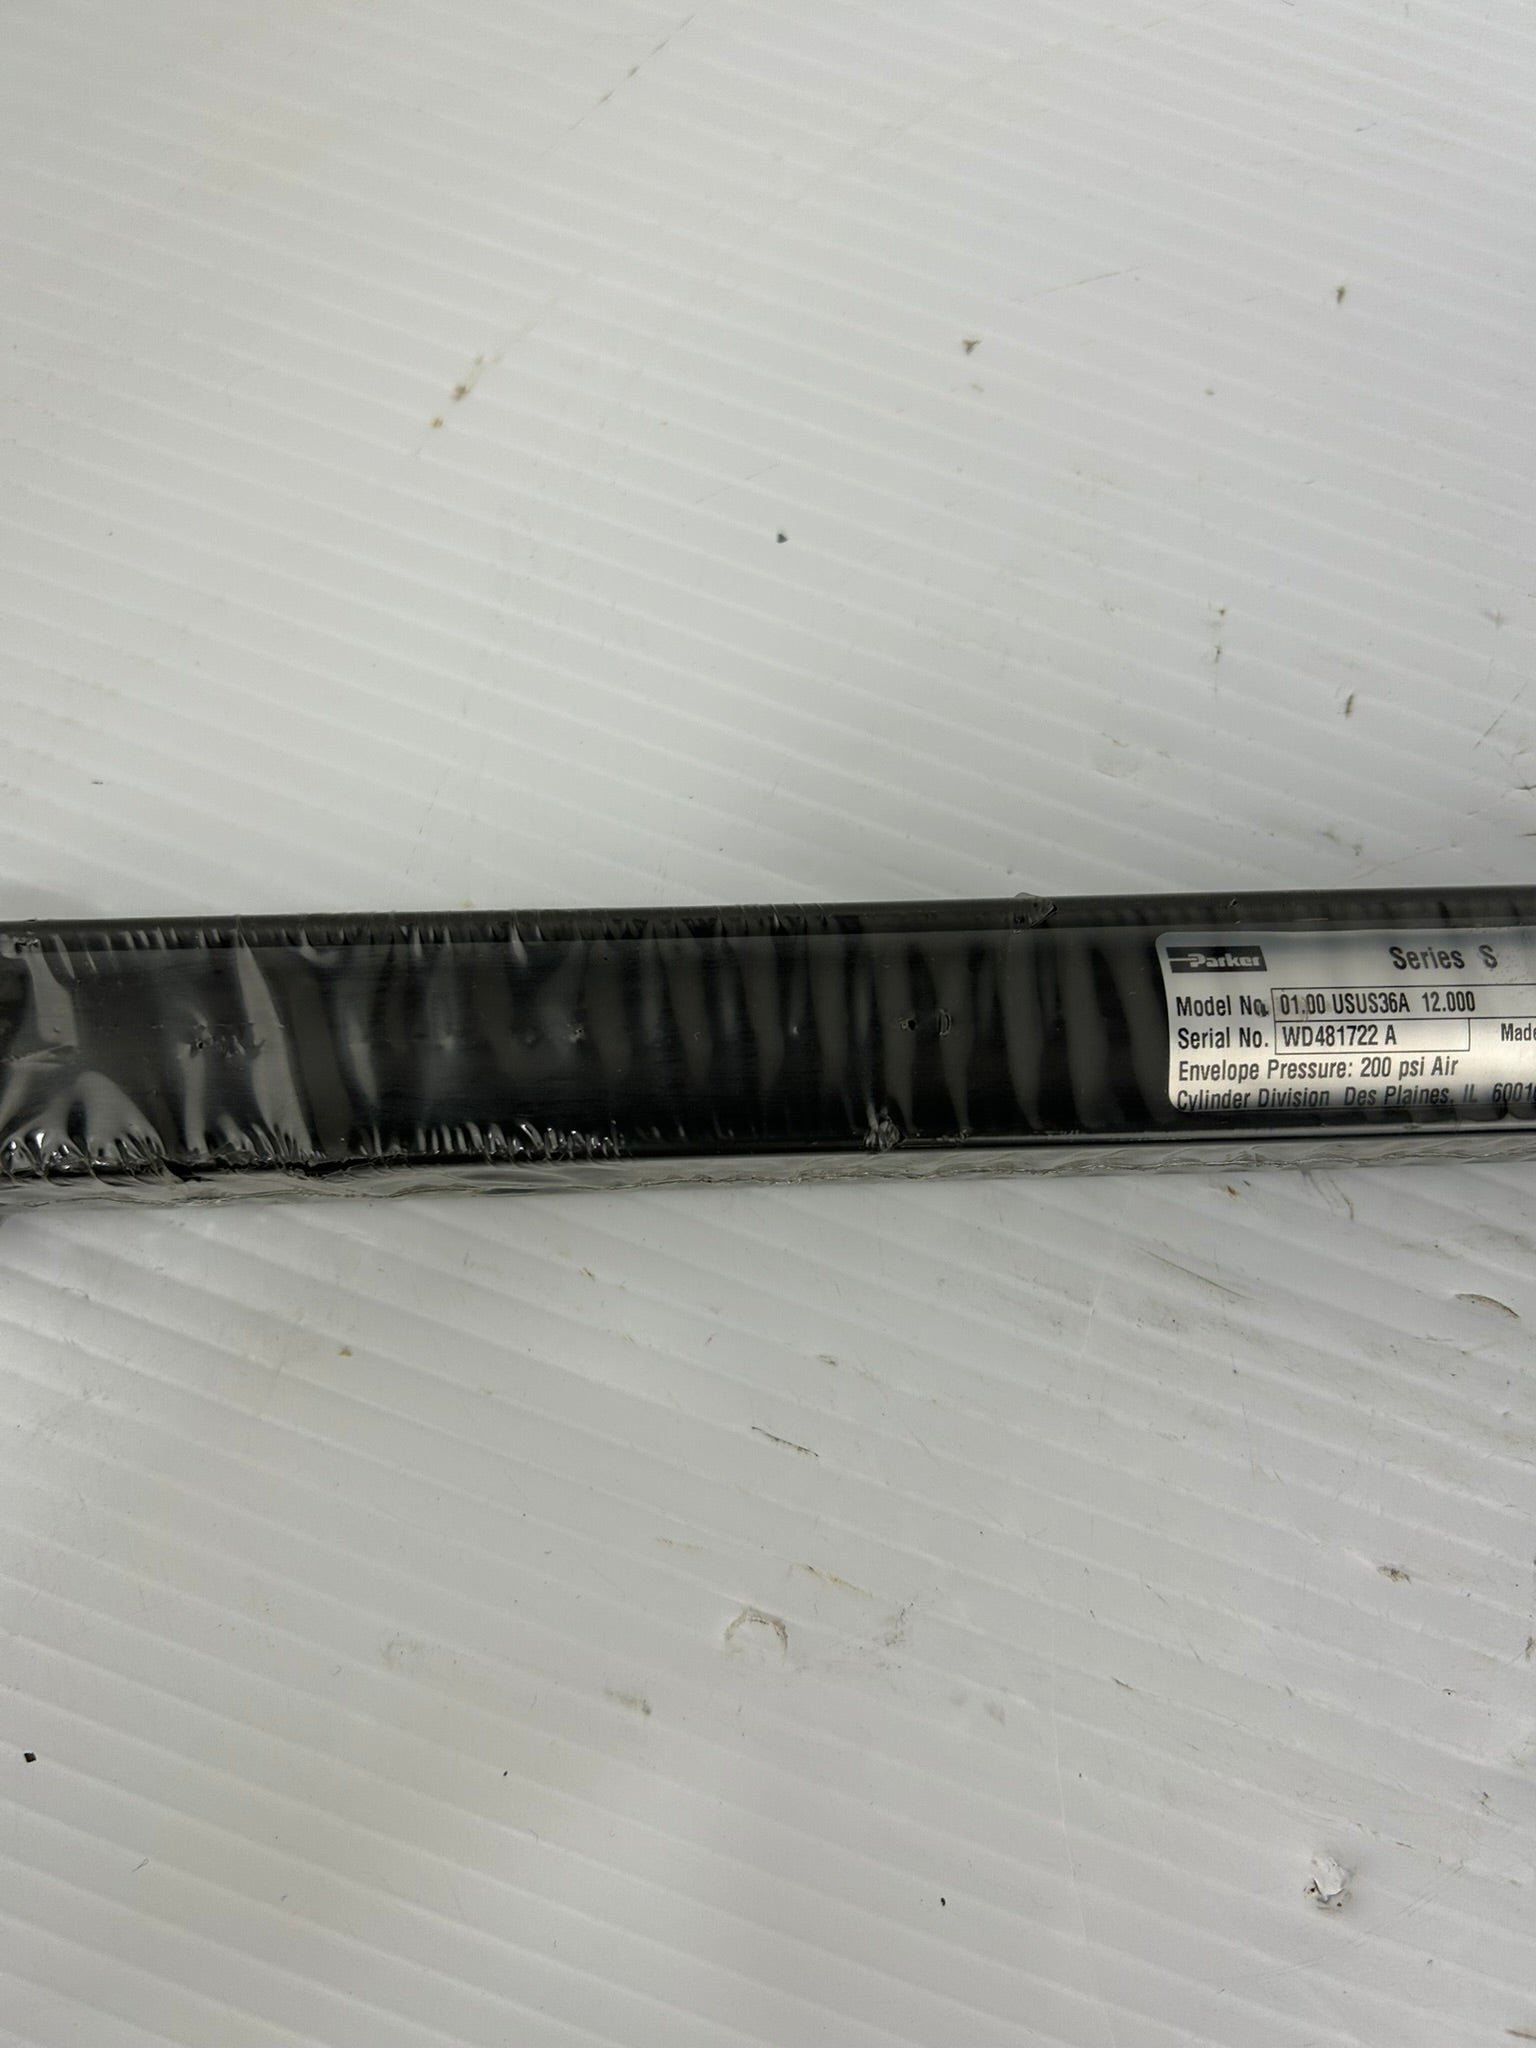 Parker Series S
Model No. 01.00 USUS36A 12.000
Serial No. WD481722 A Made
Envelope Pressure: 200 psi Air
Cylinder Division Des Plaines, IL 6001